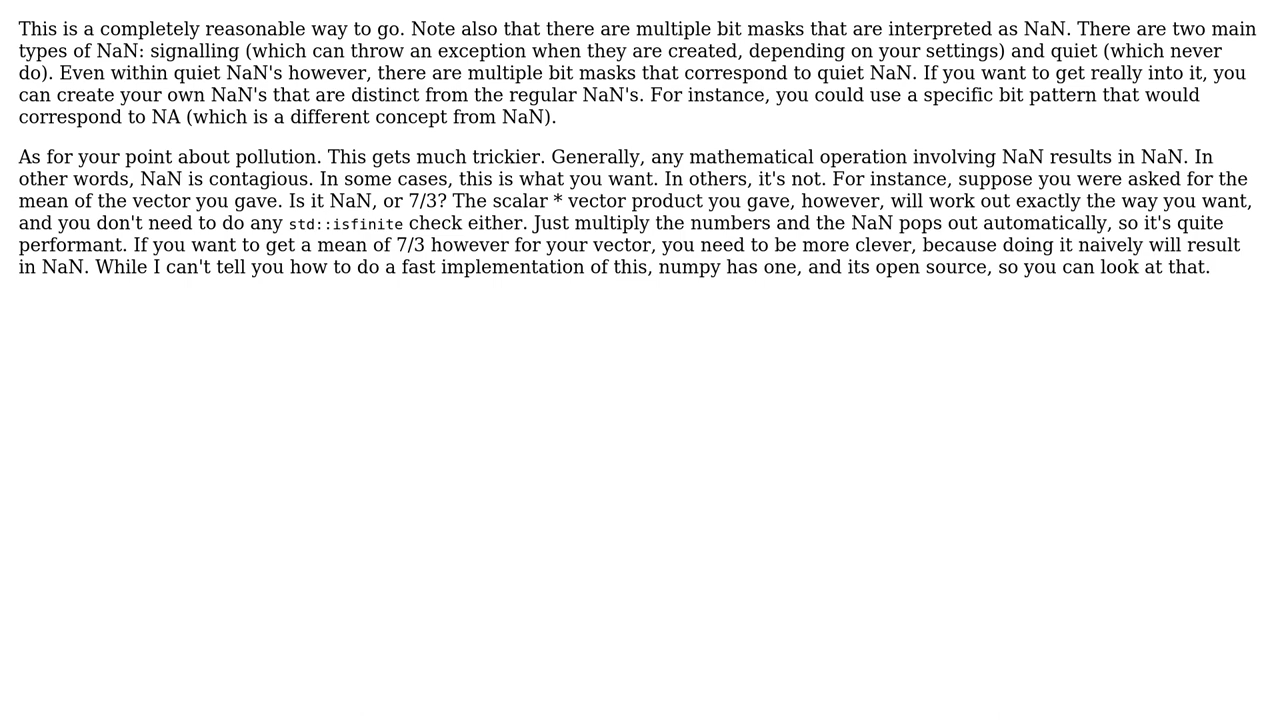 This is a completely reasonable way to go. Note also that there are multiple bit masks that are interpreted as NaN. There are two main
types of NaN: signalling (which can throw an exception when they are created, depending on your settings) and quiet (which never
do). Even within quiet NaN's however, there are multiple bit masks that correspond to quiet NaN. If you want to get really into it, you
can create your own NaN's that are distinct from the regular NaN's. For instance, you could use a specific bit pattern that would
correspond to NA (which is a different concept from NaN).
As for your point about pollution. This gets much trickier. Generally, any mathematical operation involving NaN results in NaN. In
other words, NaN is contagious. In some cases, this is what you want. In others, it's not. For instance, suppose you were asked for the
mean of the vector you gave. Is it NaN, or 7/3? The scalar * vector product you gave, however, will work out exactly the way you want,
and you don't need to do any std::isfinite check either. Just multiply the numbers and the NaN pops out automatically, so it's quite
performant. If you want to get a mean of 7/3 however for your vector, you need to be more clever, because doing it naively will result
in NaN. While I can't tell you how to do a fast implementation of this, numpy has one, and its open source, so you can look at that.